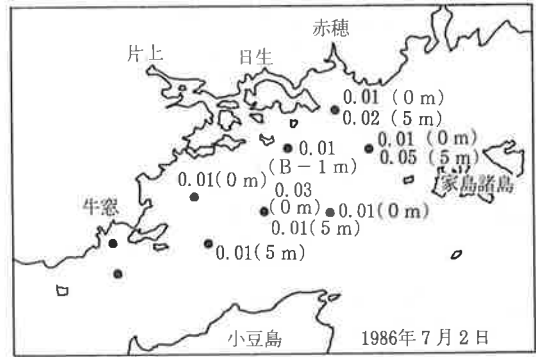 赤穂
片上
日生
0.01 (0 m)
0.02 (5 m)
0.01 (0 m)
0.05 (5 m)
0.01
(B−1m)
家島諸島
0.01(0 m)
0.03
(0 m)
0.01(5 m)
0.01(0 m)
牛窓
0.01(5 m)
小豆島
1986年7月2日